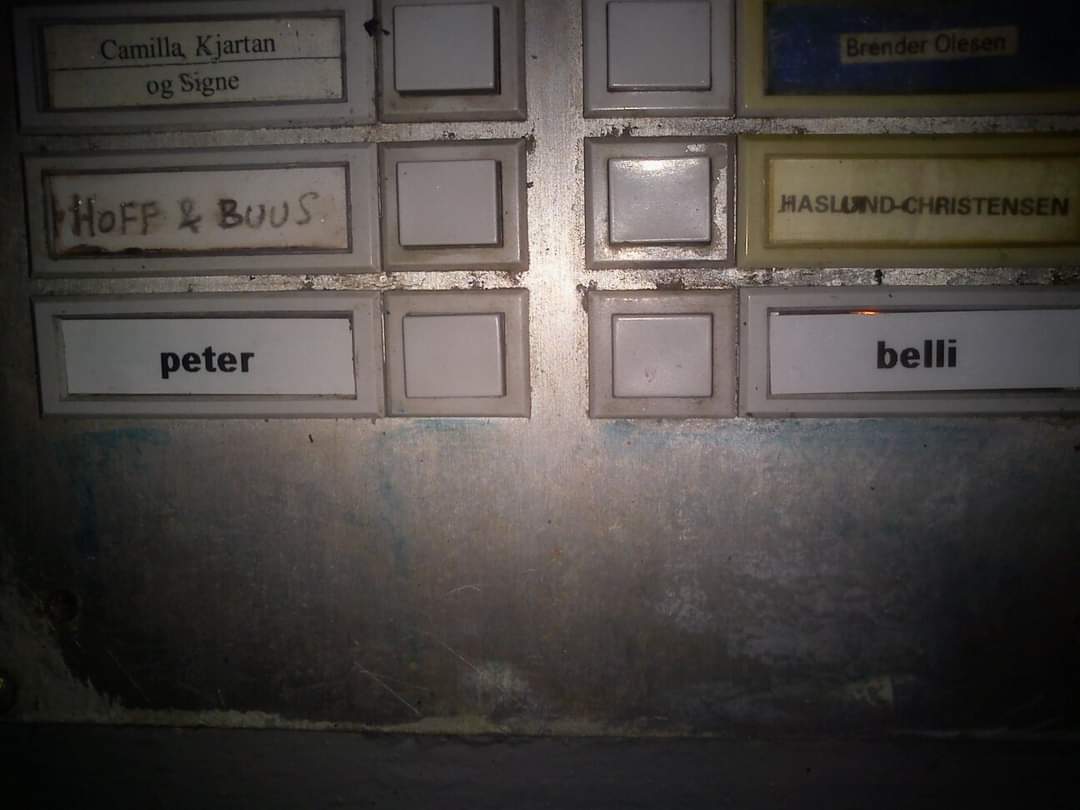 Camilla, Kjartan
og Signe
Brender Olesen
HOFF & BUUS
HASLUND-CHRISTENSEN
peter
belli